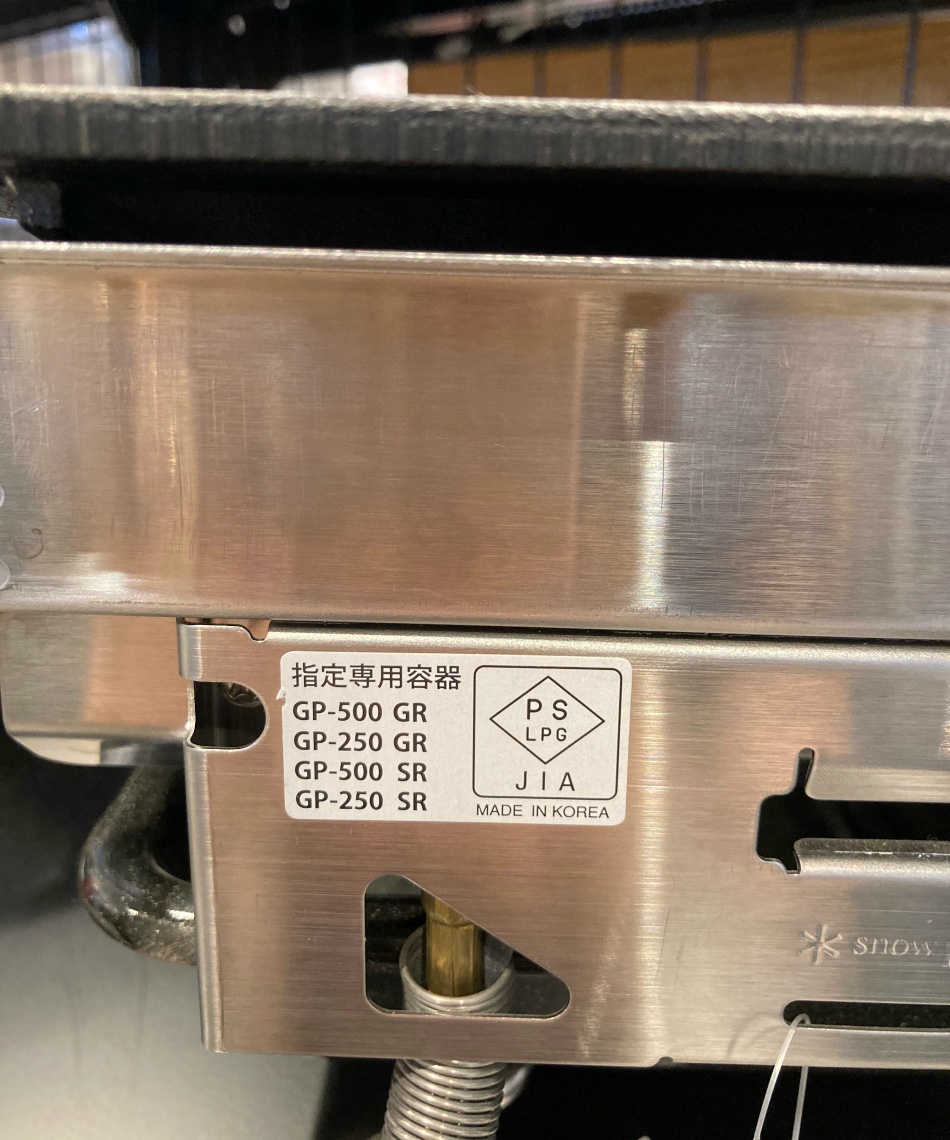 指定専用容器
GP-500 GR
GP-250 GR
GP-500 SR
GP-250 SR
PS
LPG
JIA
MADE IN KOREA
snow